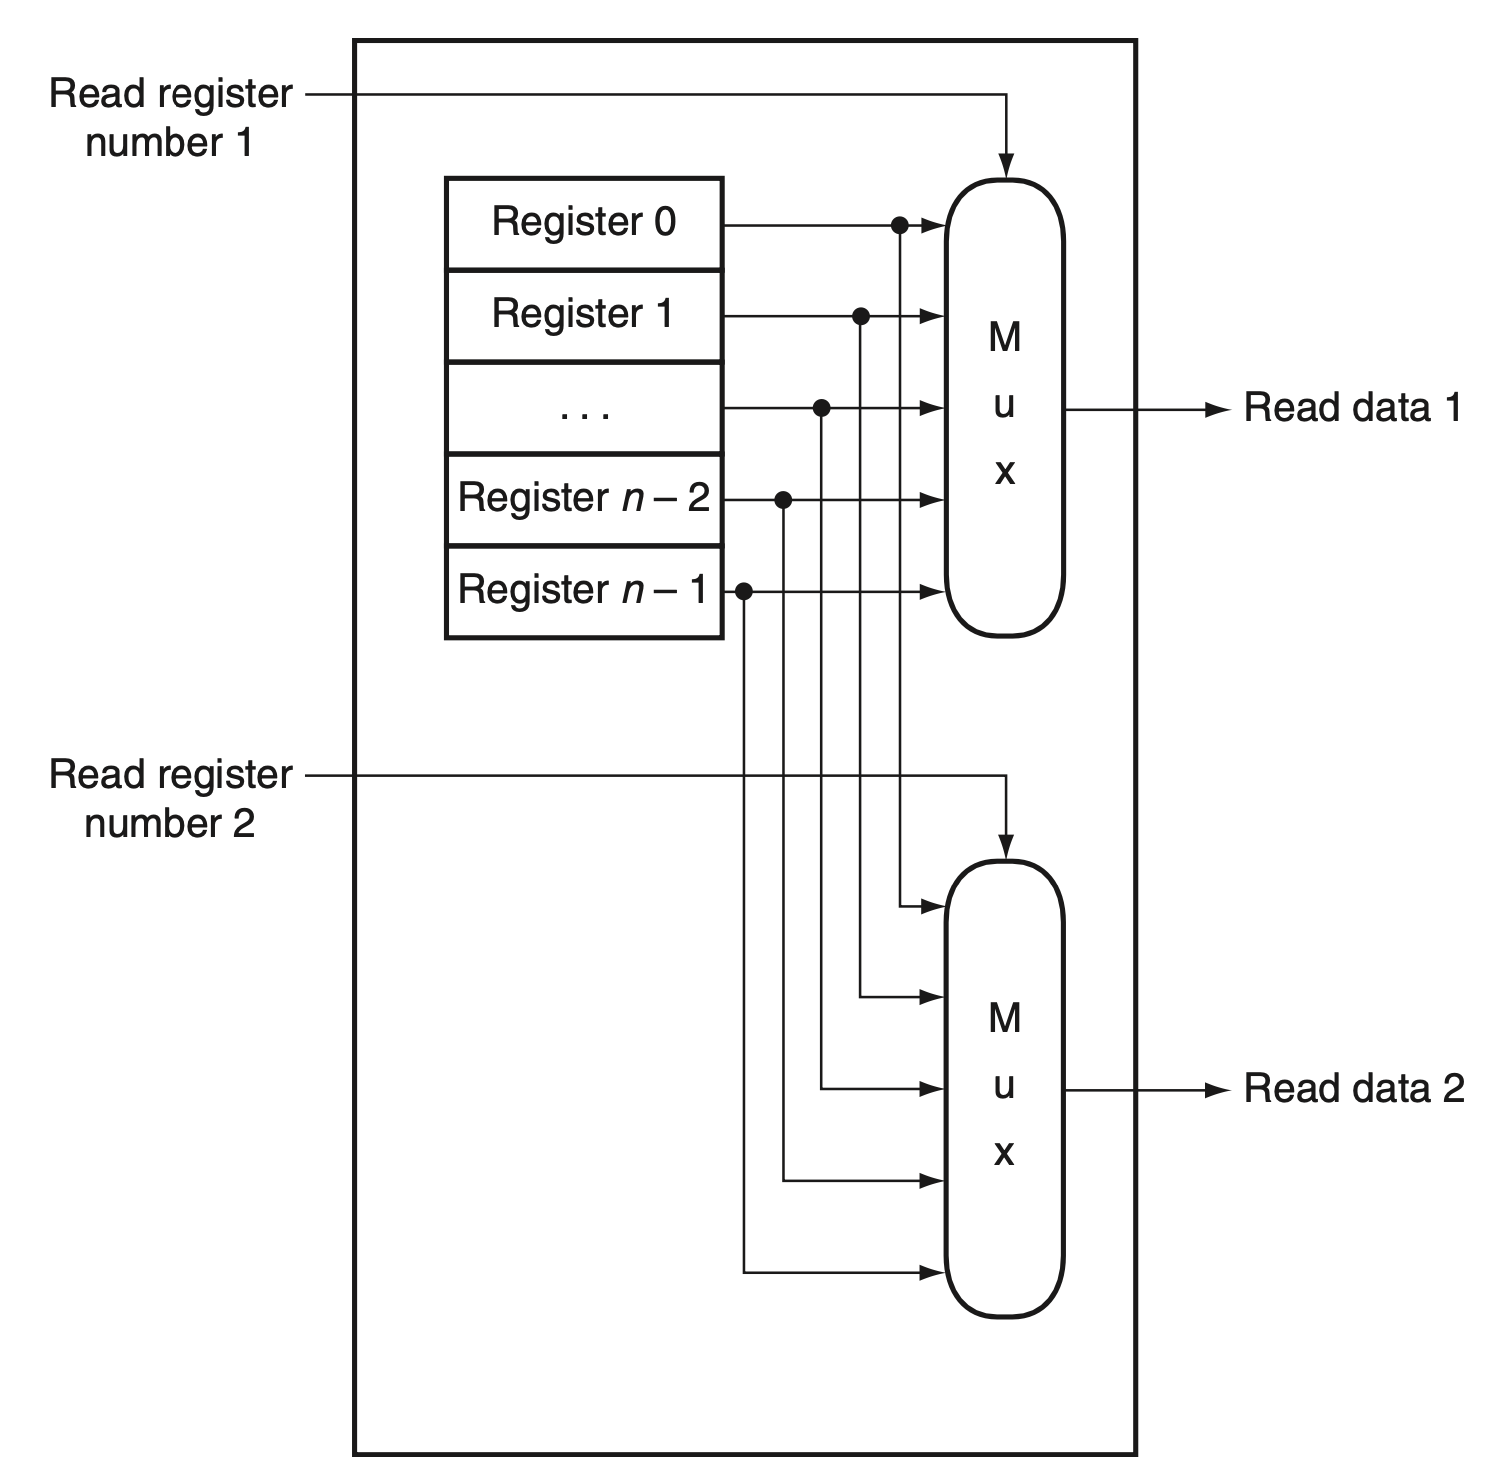 Read register
number 1
Register 0
Register 1
. . .
Register n – 2
Register n – 1
M
u
x
Read data 1
Read register
number 2
M
u
x
Read data 2